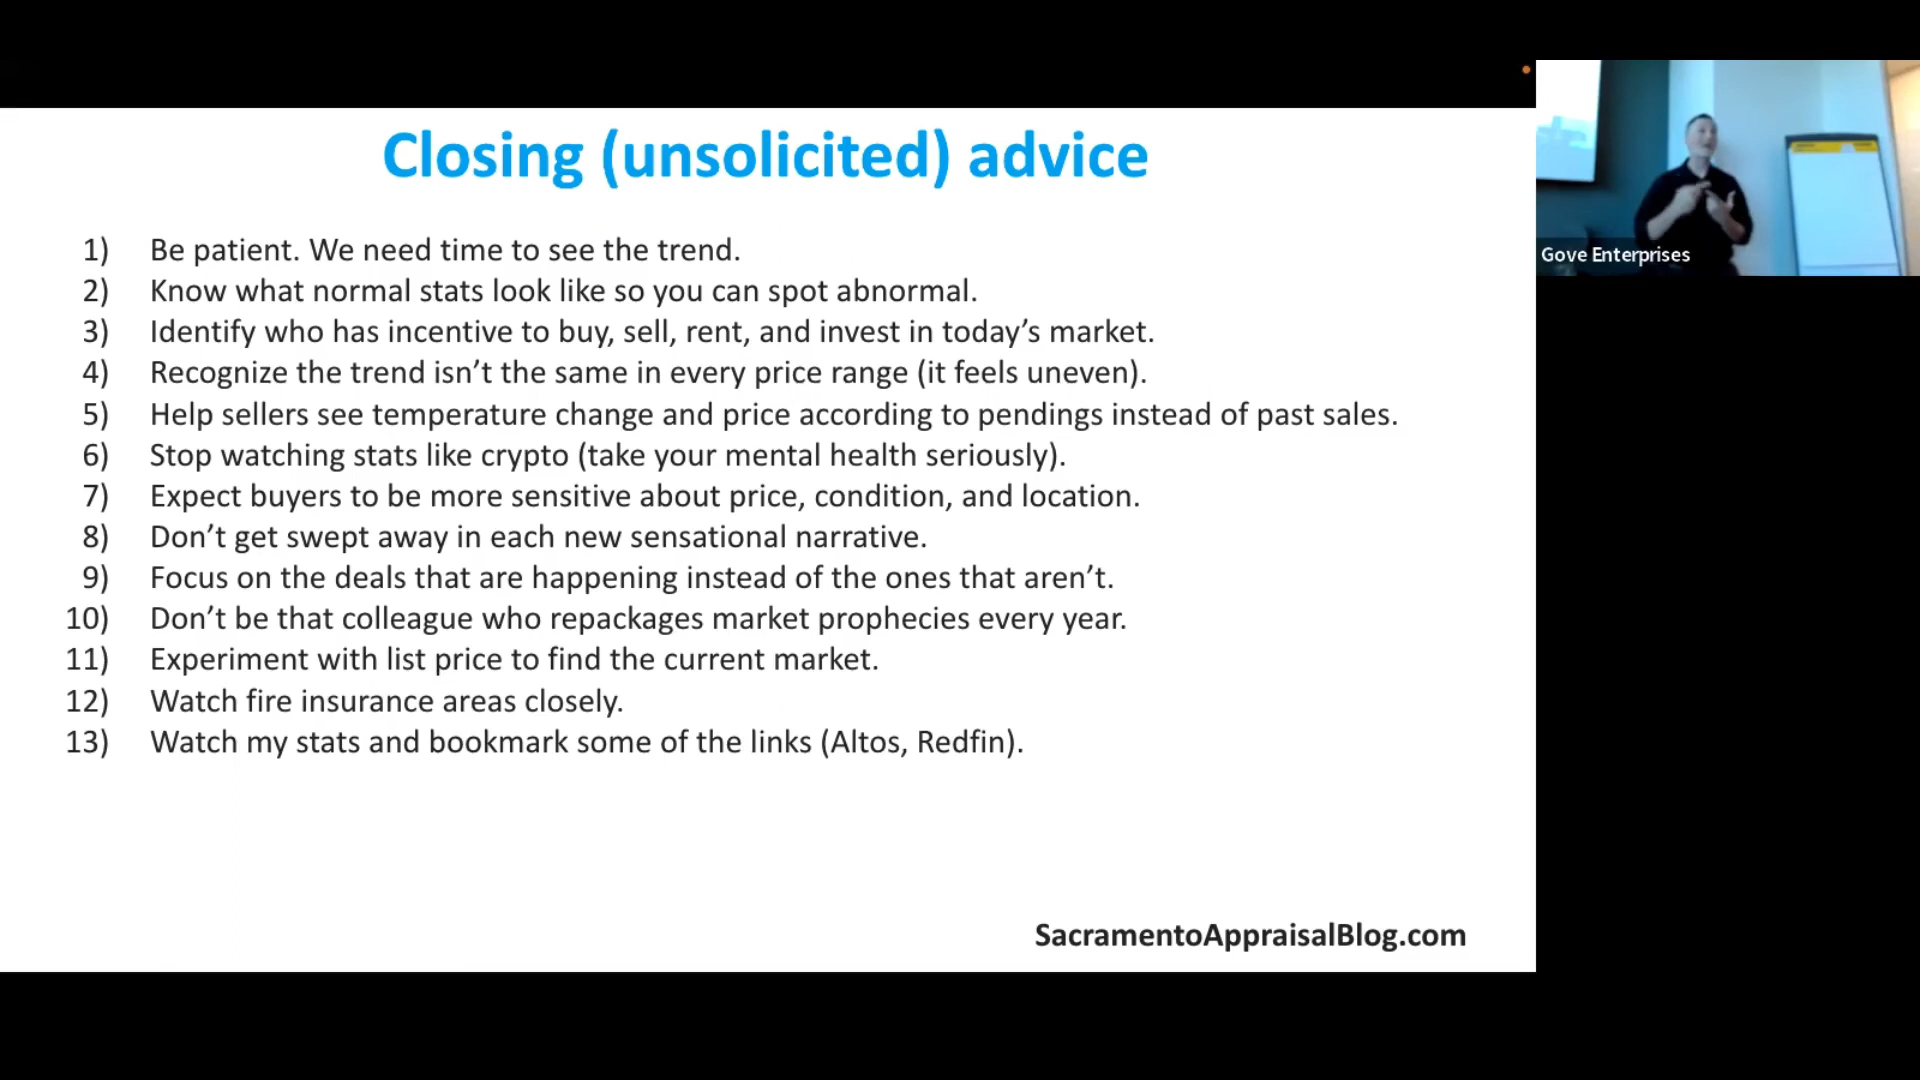 Closing (unsolicited) advice
1) Be patient. We need time to see the trend.
2) Know what normal stats look like so you can spot abnormal.
3) Identify who has incentive to buy, sell, rent, and invest in today’s market.
4) Recognize the trend isn’t the same in every price range (it feels uneven).
5) Help sellers see temperature change and price according to pendings instead of past sales.
6) Stop watching stats like crypto (take your mental health seriously).
7) Expect buyers to be more sensitive about price, condition, and location.
8) Don’t get swept away in each new sensational narrative.
9) Focus on the deals that are happening instead of the ones that aren’t.
10) Don’t be that colleague who repackages market prophecies every year.
11) Experiment with list price to find the current market.
12) Watch fire insurance areas closely.
13) Watch my stats and bookmark some of the links (Altos, Redfin).
SacramentoAppraisalBlog.com
Gove Enterprises